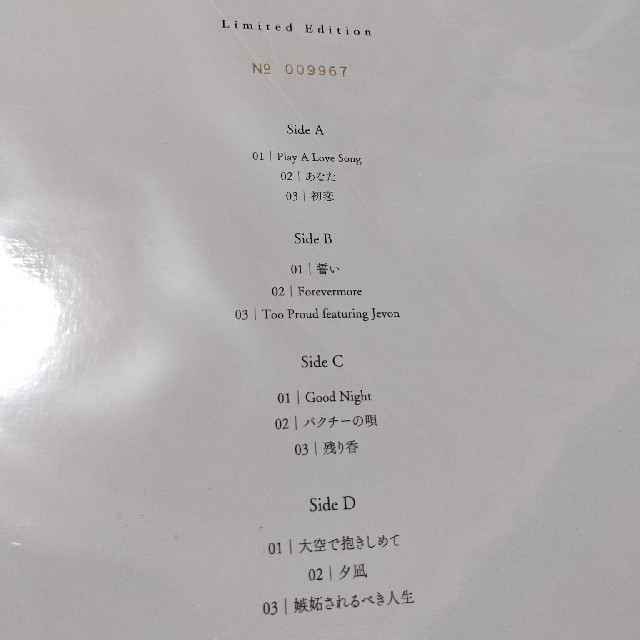 Limited Edition
Nº 009967
Side A
01 | Play A Love Song
02 | あなた
03 | 初恋
Side B
01 | 誓い
02 | Forevermore
03 | Too Proud featuring Jevon
Side C
01 | Good Night
02 | パクチーの唄
03 | 残り香
Side D
01 | 大空で抱きしめて
02 | 夕凪
03 | 嫉妬されるべき人生